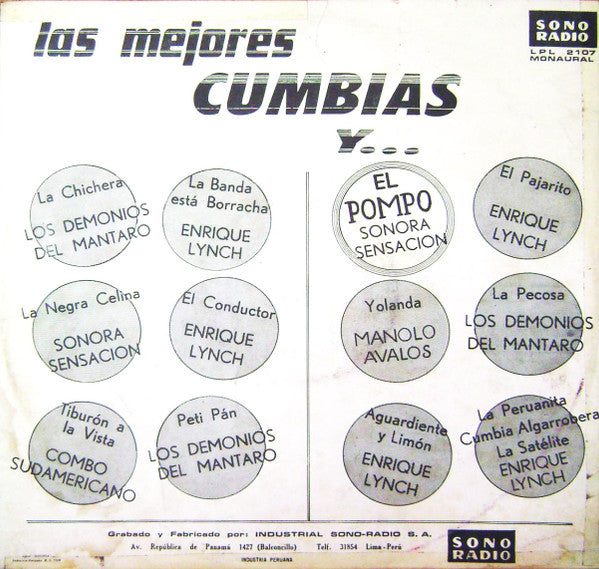 las mejores
CUMBIAS
Y...
SONO
RADIO
LPL 2107
MONAURAL
La Chichera
LOS DEMONIOS
DEL MANTARO
La Banda
está Borracha
ENRIQUE
LYNCH
La Negra Celina
SONORA
SENSACION
El Conductor
ENRIQUE
LYNCH
Tiburón a
la Vista
COMBO
SUDAMERICANO
Peti Pán
LOS DEMONIOS
DEL MANTARO
EL
POMPO
SONORA
SENSACION
El Pajarito
ENRIQUE
LYNCH
Yolanda
MANOLO
AVALOS
La Pecosa
LOS DEMONIOS
DEL MANTARO
Aguardiente
y Limón
ENRIQUE
LYNCH
La Peruanita
Cumbia Algarrobera
La Satélite
ENRIQUE
LYNCH
Grabado y Fabricado por: INDUSTRIAL SONO-RADIO S. A.
Av. República de Panamá 1427 (Balconcillo) Telf. 31854 Lima-Perú
INDUSTRIA PERUANA
SONO
RADIO